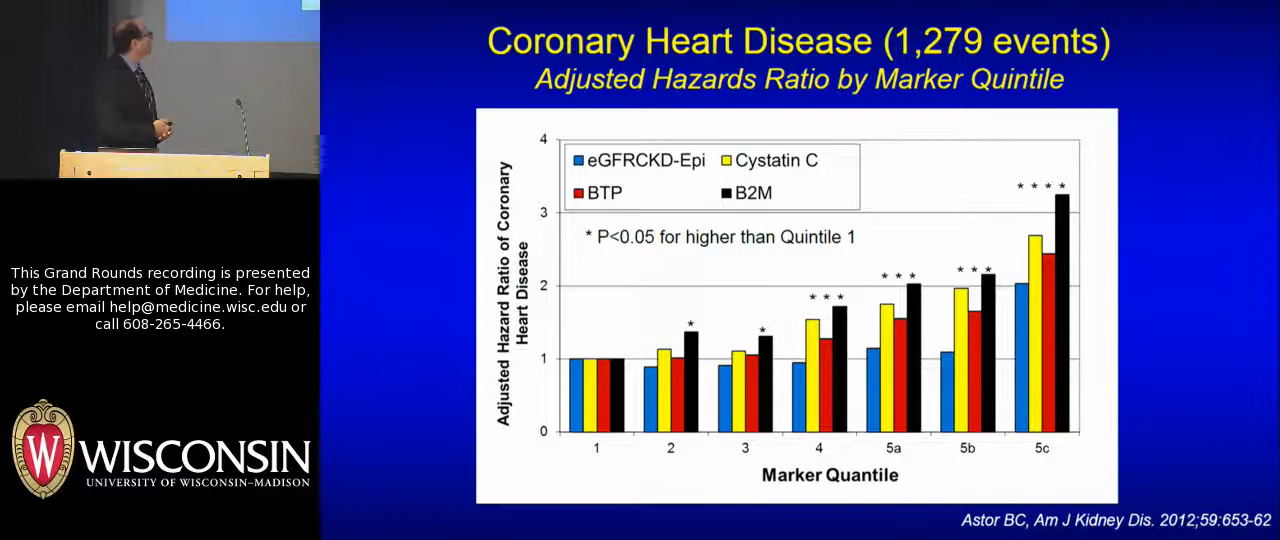 Coronary Heart Disease (1,279 events)
Adjusted Hazards Ratio by Marker Quintile
Adjusted Hazard Ratio of Coronary
Heart Disease
4
3
2
1
0
eGFRCKD-Epi
Cystatin C
BTP
B2M
* P<0.05 for higher than Quintile 1
*
*
* * *
* * *
* * *
* * * *
1
2
3
4
5a
5b
5c
Marker Quantile
Astor BC, Am J Kidney Dis. 2012;59:653-62
This Grand Rounds recording is presented
by the Department of Medicine. For help,
please email help@medicine.wisc.edu or
call 608-265-4466.
W
WISCONSIN
UNIVERSITY OF WISCONSIN–MADISON